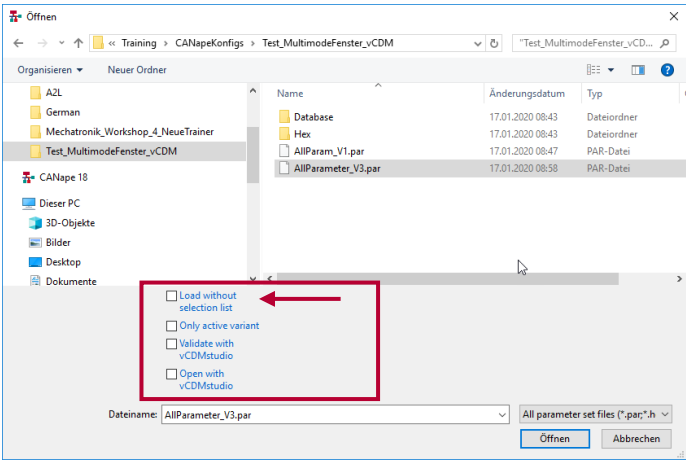 Öffnen
« Training > CANapeKonfigs > Test_MultimodeFenster_vCDM
"Test_MultimodeFenster_vCD...
Organisieren
Neuer Ordner
A2L
German
Mechatronik_Workshop_4_NeueTrainer
Test_MultimodeFenster_vCDM
CANape 18
Dieser PC
3D-Objekte
Bilder
Desktop
Dokumente
Name Änderungsdatum Typ
Database 17.01.2020 08:43 Dateiordner
Hex 17.01.2020 08:43 Dateiordner
AllParam_V1.par 17.01.2020 08:47 PAR-Datei
AllParameter_V3.par 17.01.2020 08:58 PAR-Datei
Load without
selection list
Only active variant
Validate with
vCDMstudio
Open with
vCDMstudio
Dateiname: AllParameter_V3.par
All parameter set files (*.par;*.h
Öffnen
Abbrechen